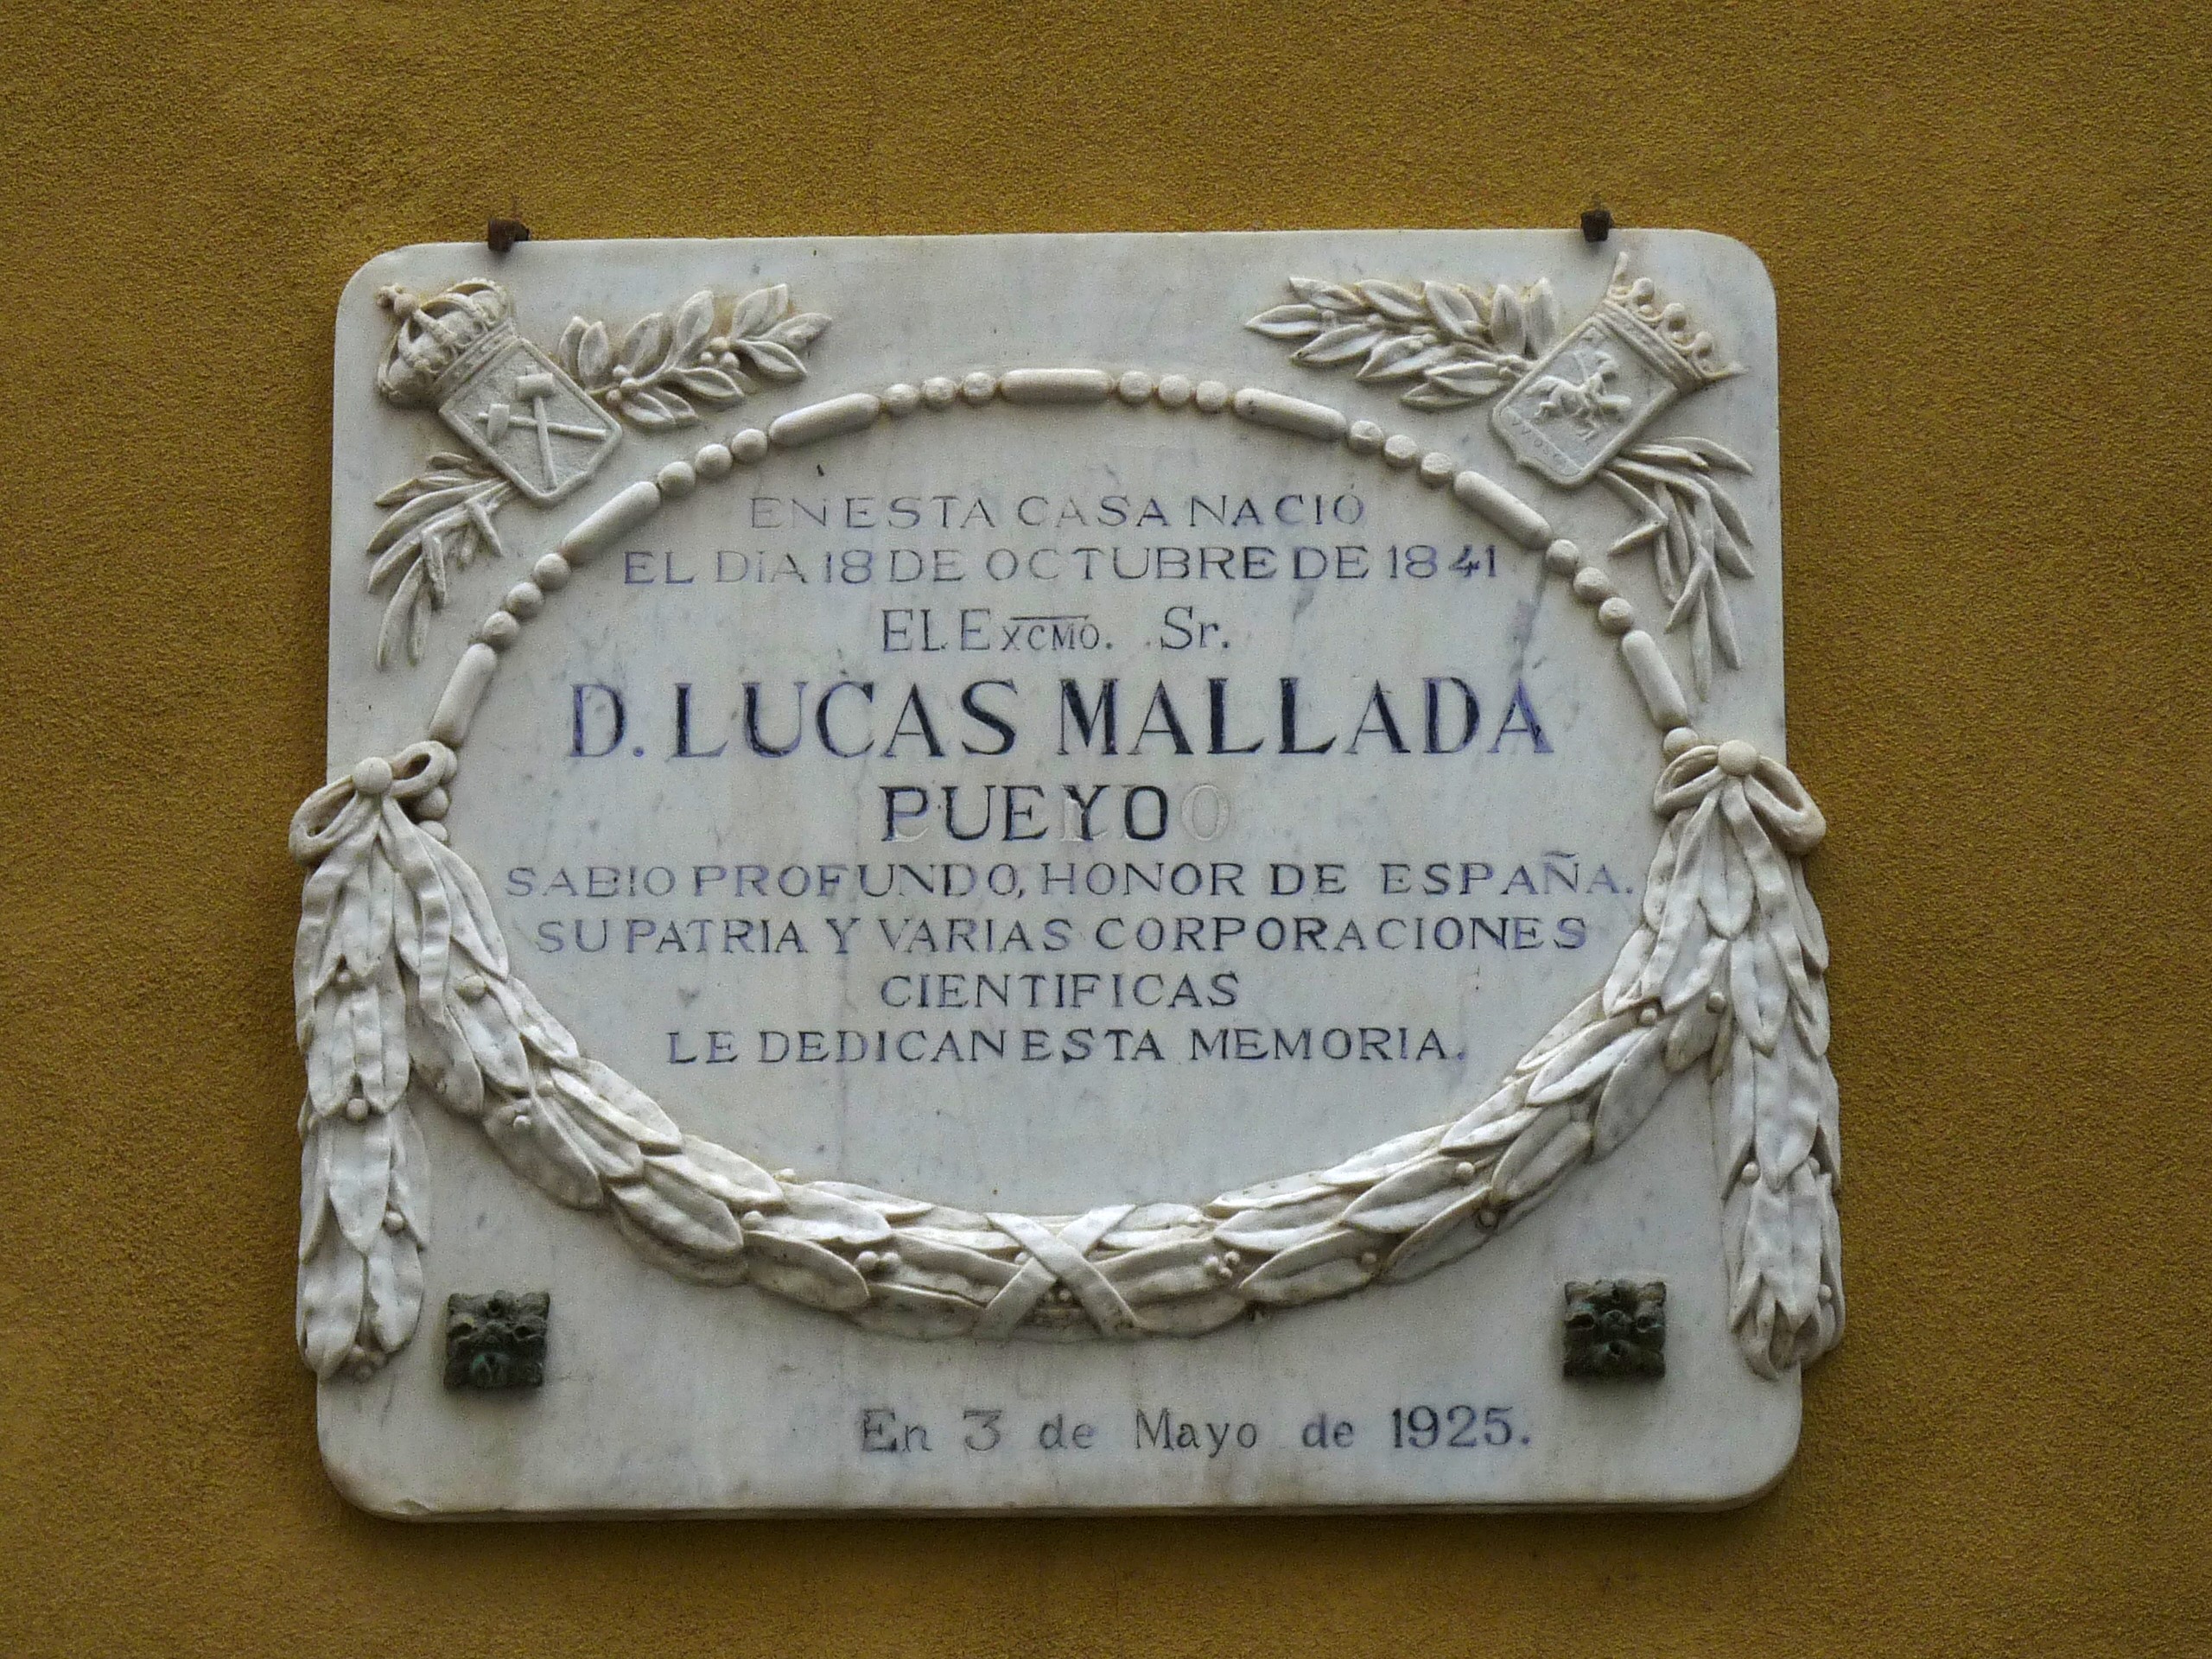 EN ESTA CASA NACIÓ
EL DÍA 18 DE OCTUBRE DE 1841
EL EXCMO. Sr.
D. LUCAS MALLADA
PUEYO
SABIO PROFUNDO, HONOR DE ESPAÑA.
SU PATRIA Y VARIAS CORPORACIONES
CIENTIFICAS
LE DEDICAN ESTA MEMORIA.
En 3 de Mayo de 1925.